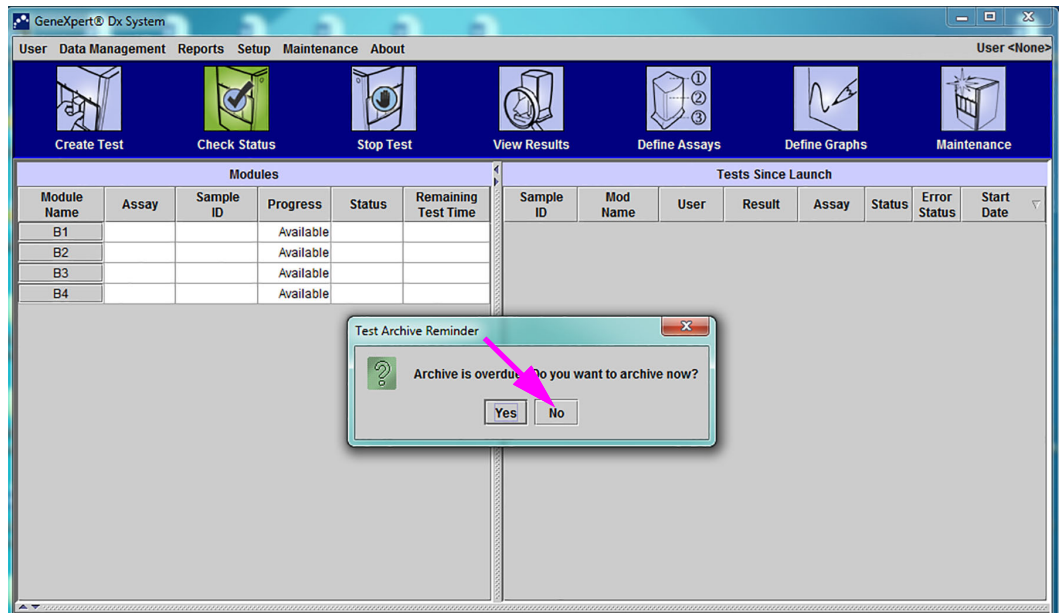 GeneXpert® Dx System
User Data Management Reports Setup Maintenance About User <None>
Create Test Check Status Stop Test View Results Define Assays Define Graphs Maintenance
①
②
③
Modules Tests Since Launch
Module Name Assay Sample ID Progress Status Remaining Test Time Sample ID Mod Name User Result Assay Status Error Status Start Date
B1 Available
B2 Available
B3 Available
B4 Available
Test Archive Reminder
Archive is overdue. Do you want to archive now?
Yes No